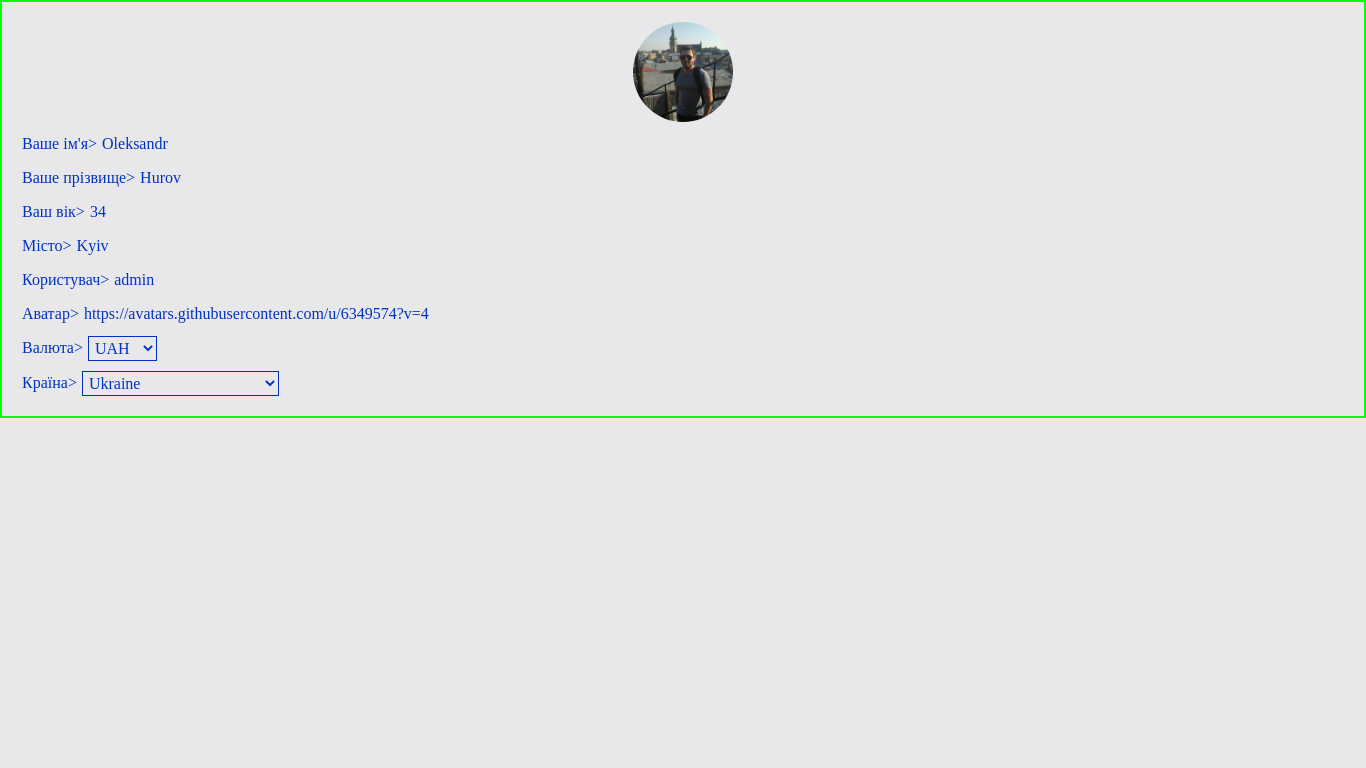 Ваше ім'я> Oleksandr
Ваше прізвище> Hurov
Ваш вік> 34
Місто> Kyiv
Користувач> admin
Аватар> https://avatars.githubusercontent.com/u/6349574?v=4
Валюта> UAH
Країна> Ukraine